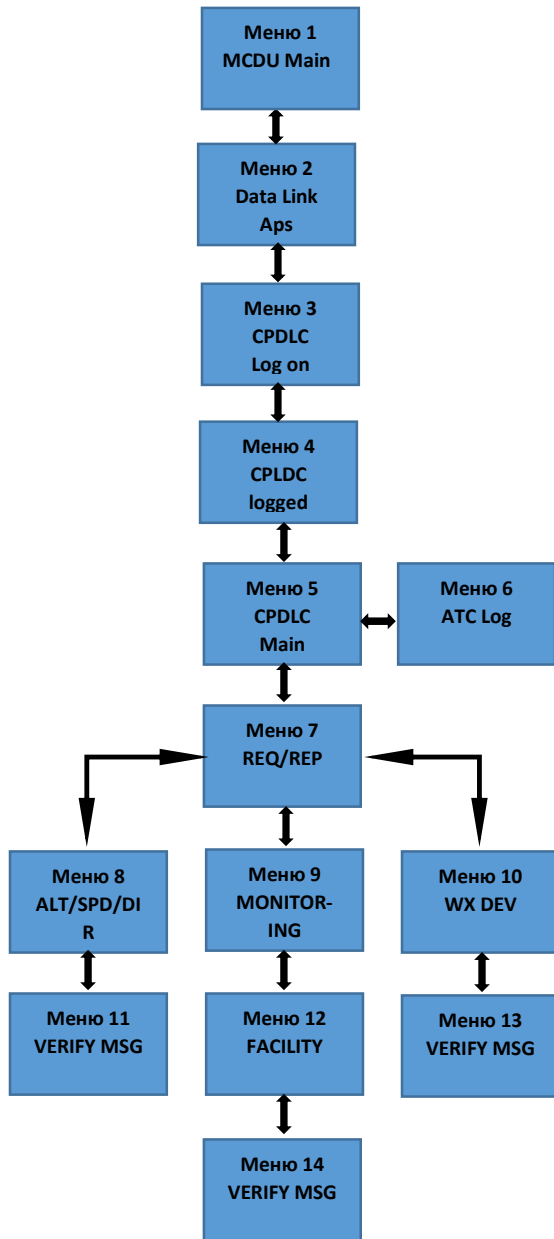 Меню 1
MCDU Main
Меню 2
Data Link
Aps
Меню 3
CPDLC
Log on
Меню 4
CPLDC
logged
Меню 5
CPDLC
Main
Меню 6
ATC Log
Меню 7
REQ/REP
Меню 8
ALT/SPD/DI
R
Меню 9
MONITOR-
ING
Меню 10
WX DEV
Меню 11
VERIFY MSG
Меню 12
FACILITY
Меню 13
VERIFY MSG
Меню 14
VERIFY MSG